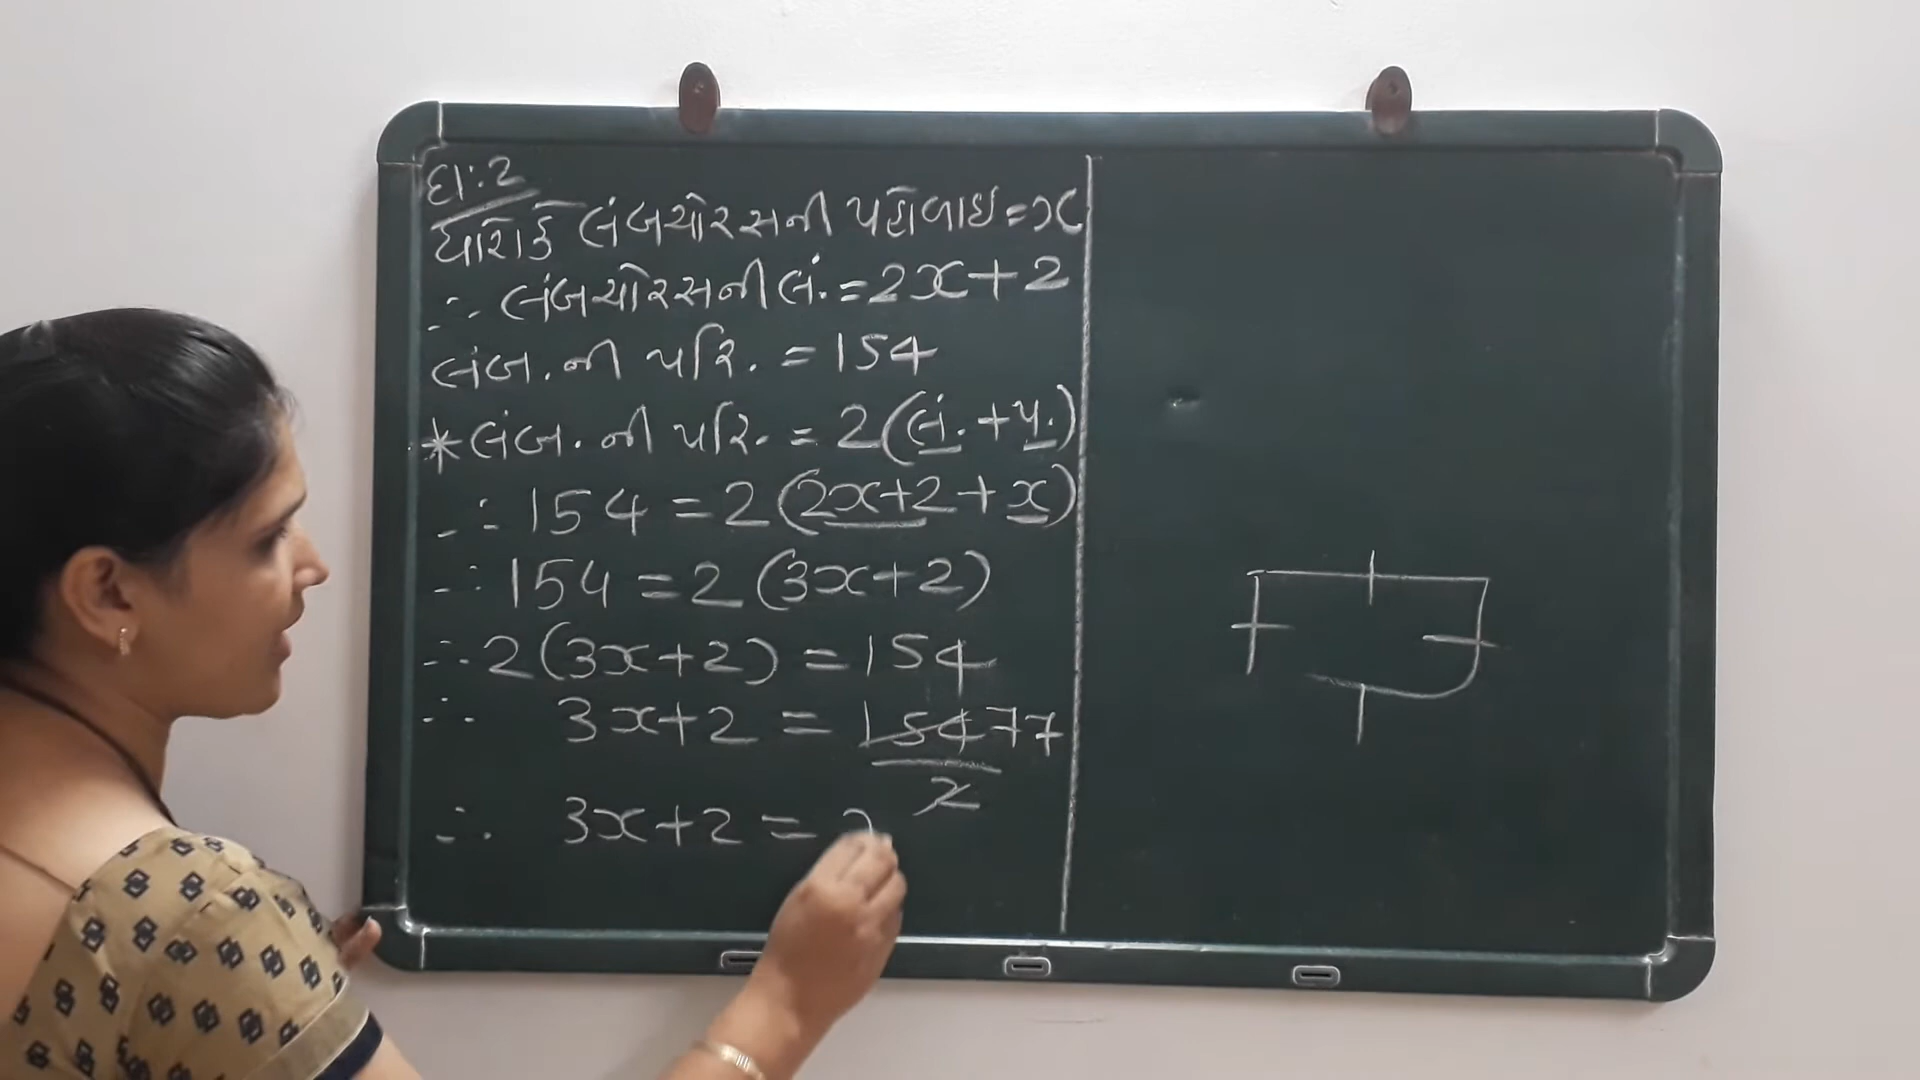 દા:2
ધારોકે લંબચોરસની પહોળાઇ = x
∴ લંબચોરસની લં. = 2x + 2
લંબ. ની પરિ. = 154
* લંબ. ની પરિ. = 2 (લં. + પ.)
∴ 154 = 2 (2x+2 + x)
∴ 154 = 2 (3x+2)
∴ 2 (3x+2) = 154
∴ 3x+2 = 154 77
2
∴ 3x+2 =